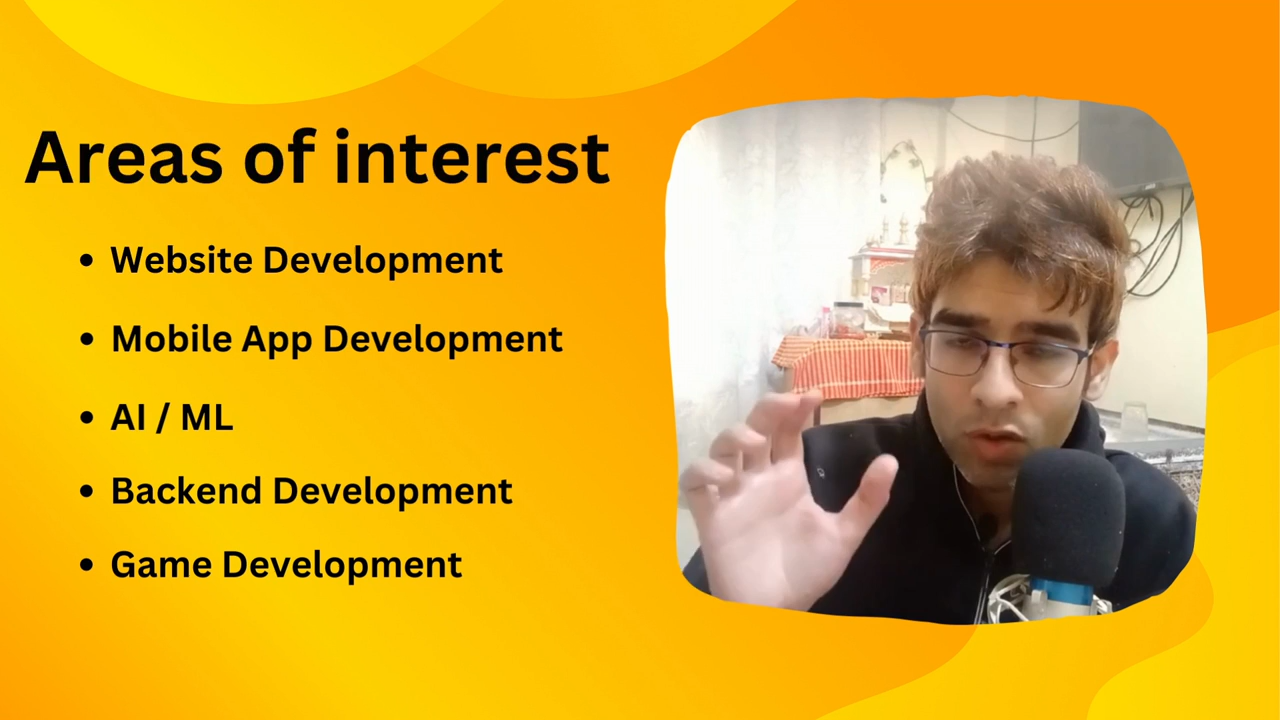 Areas of interest
• Website Development
• Mobile App Development
• AI / ML
• Backend Development
• Game Development